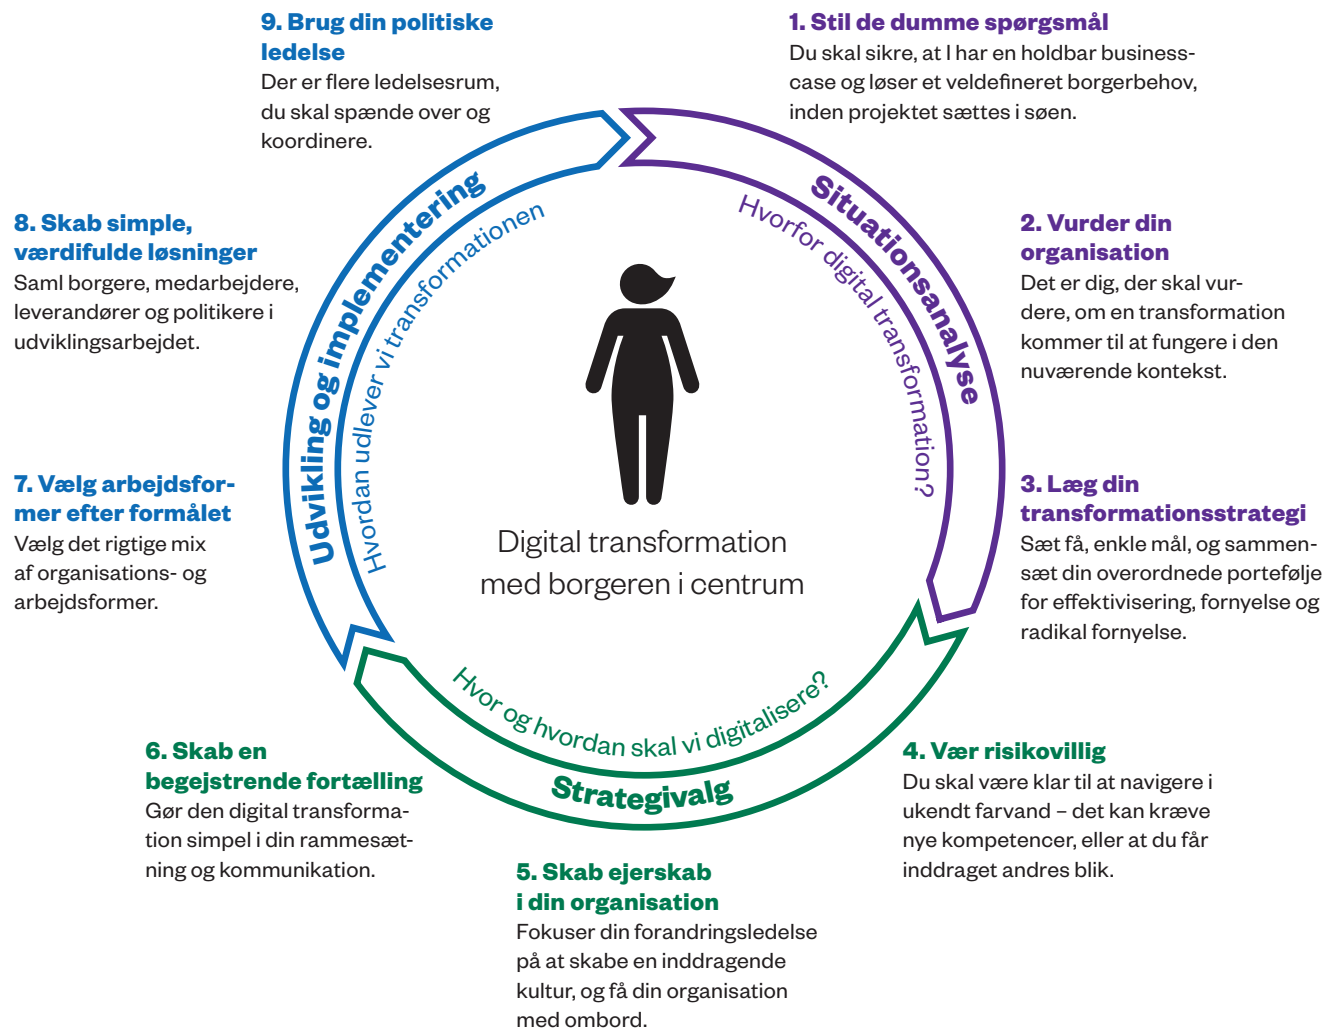 1. Stil de dumme spørgsmål
Du skal sikre, at I har en holdbar business-
case og løser et veldefineret borgerbehov,
inden projektet sættes i søen.
2. Vurder din
organisation
Det er dig, der skal vur-
dere, om en transformation
kommer til at fungere i den
nuværende kontekst.
3. Læg din
transformationsstrategi
Sæt få, enkle mål, og sammen-
sæt din overordnede portefølje
for effektivisering, fornyelse og
radikal fornyelse.
4. Vær risikovillig
Du skal være klar til at navigere i
ukendt farvand – det kan kræve
nye kompetencer, eller at du får
inddraget andres blik.
5. Skab ejerskab
i din organisation
Fokuser din forandringsledelse
på at skabe en inddragende
kultur, og få din organisation
med ombord.
6. Skab en
begejstrende fortælling
Gør den digital transforma-
tion simpel i din rammesæt-
ning og kommunikation.
7. Vælg arbejdsfor-
mer efter formålet
Vælg det rigtige mix
af organisations- og
arbejdsformer.
8. Skab simple,
værdifulde løsninger
Saml borgere, medarbejdere,
leverandører og politikere i
udviklingsarbejdet.
9. Brug din politiske
ledelse
Der er flere ledelsesrum,
du skal spænde over og
koordinere.
Situationsanalyse
Hvorfor digital transformation?
Strategivalg
Hvor og hvordan skal vi digitalisere?
Udvikling og implementering
Hvordan udlever vi transformationen
Digital transformation
med borgeren i centrum